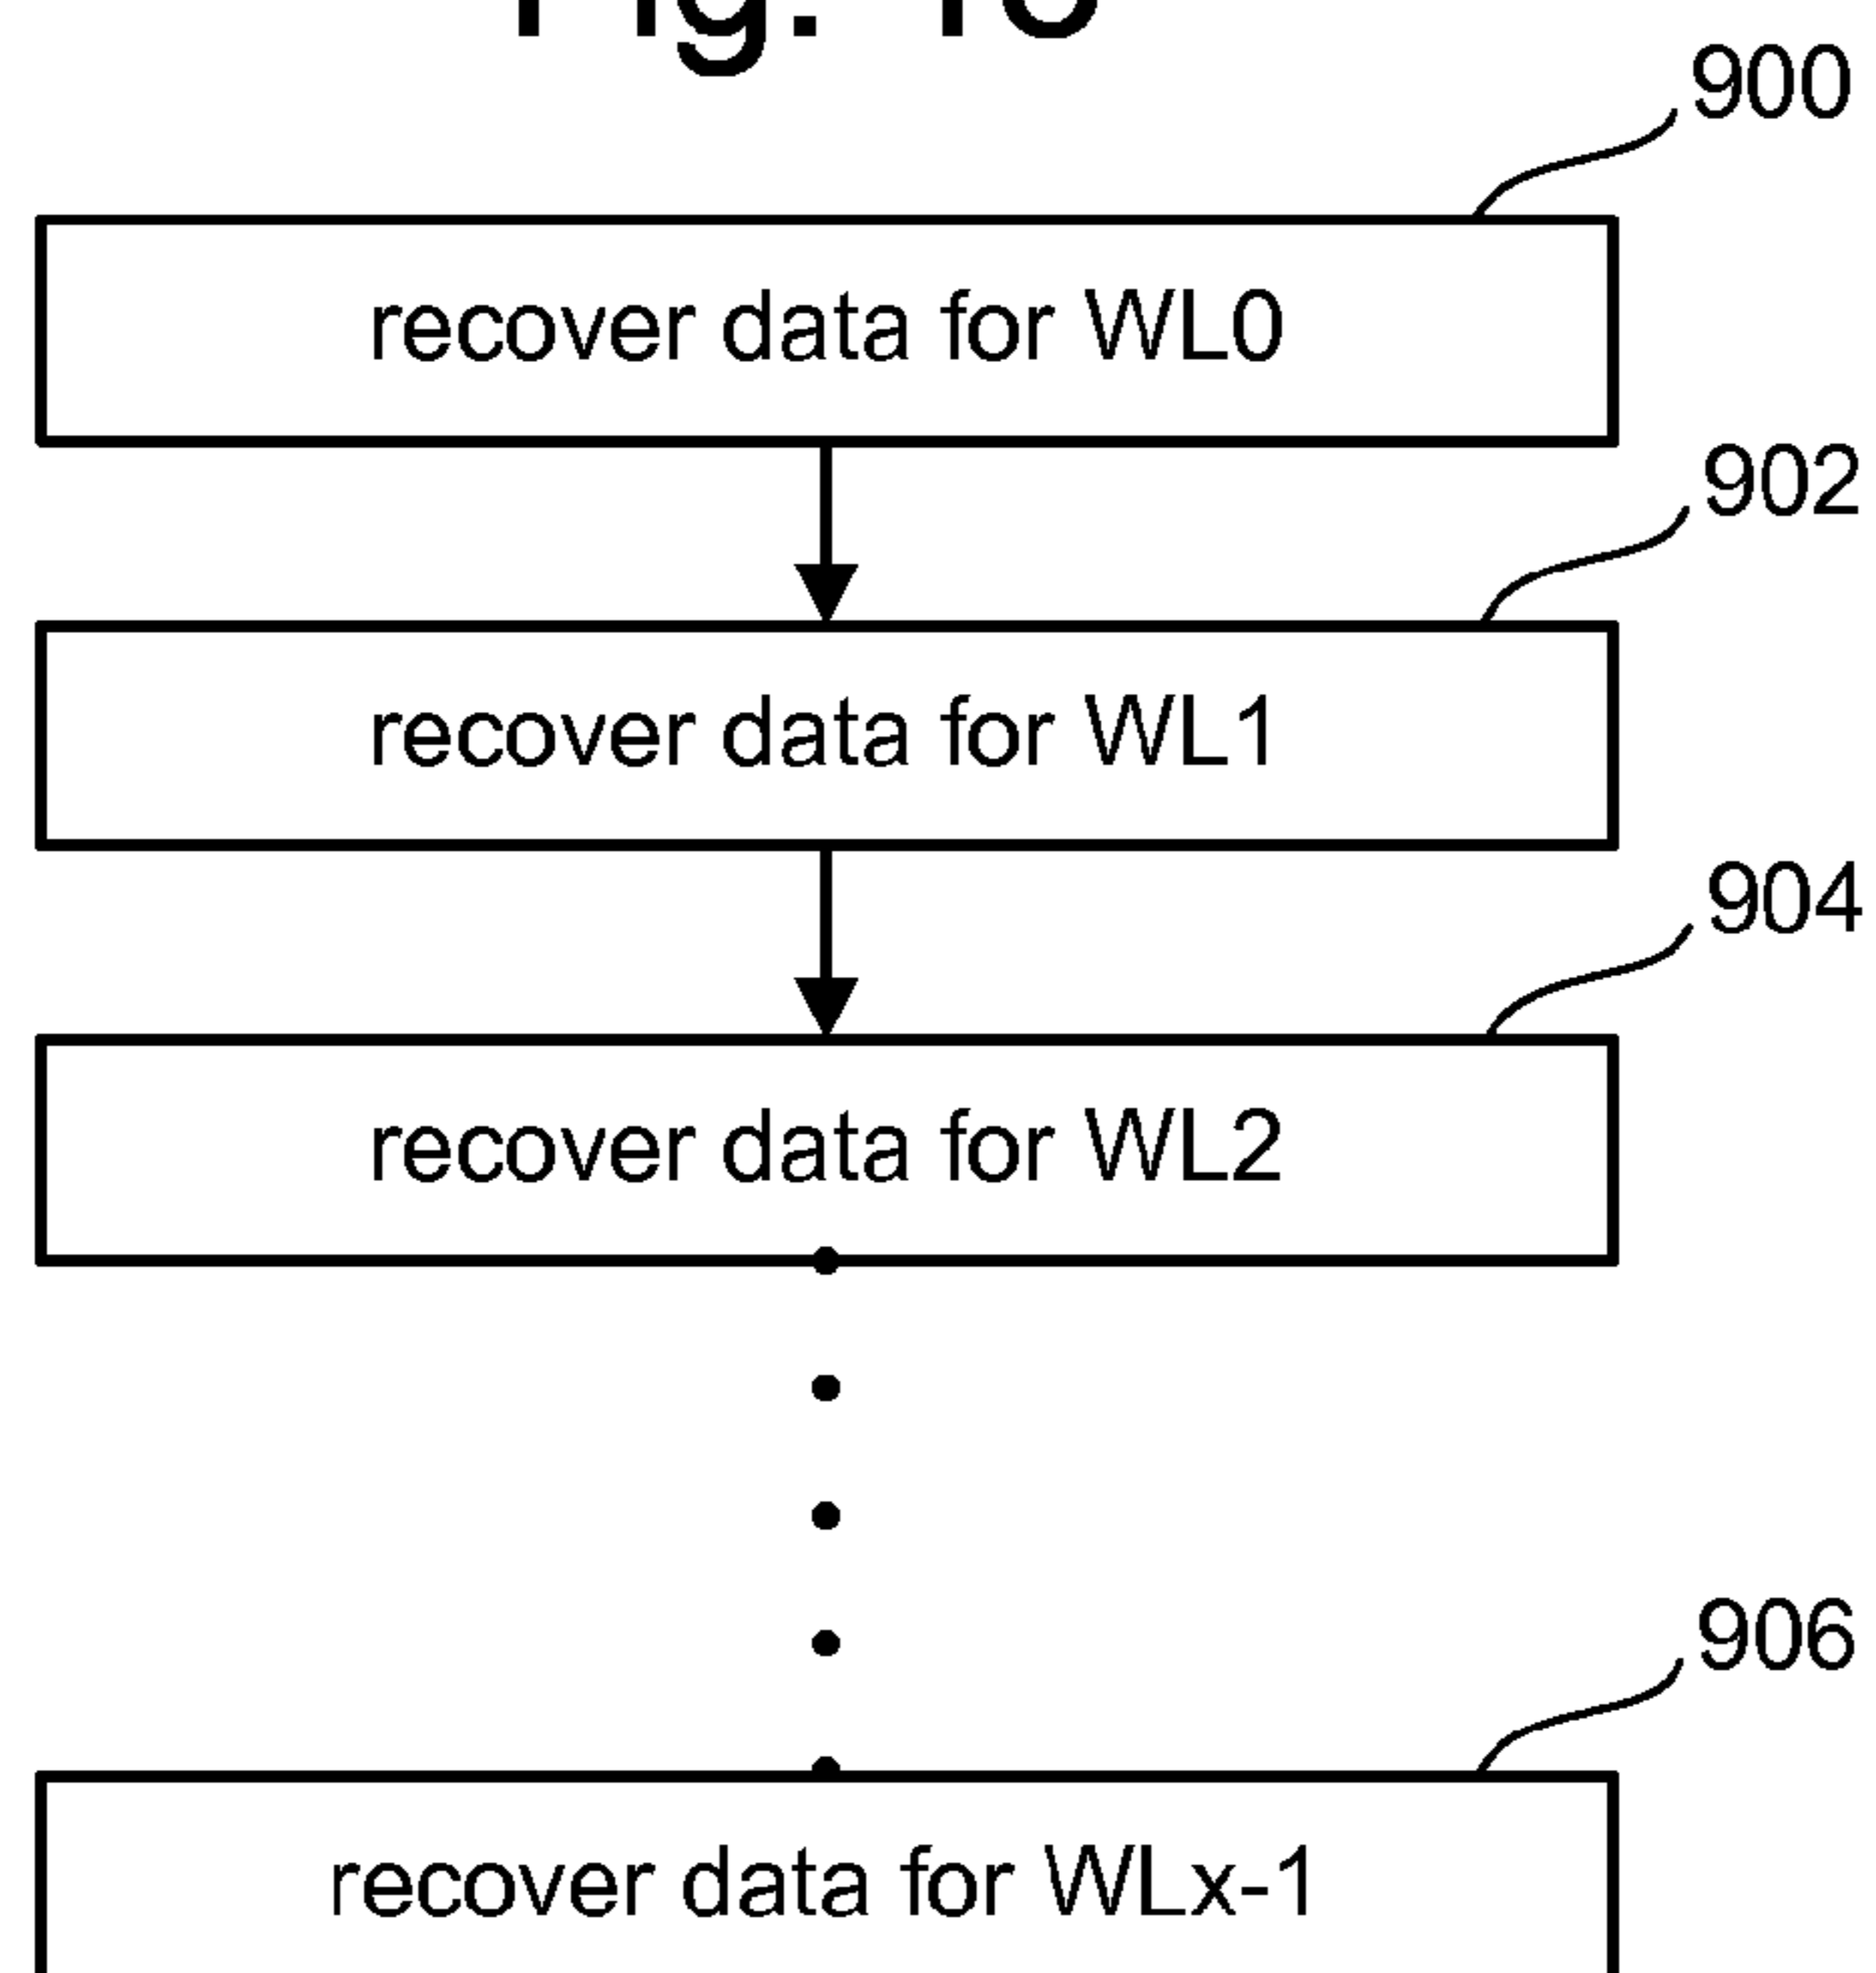 900
recover data for WL0
902
recover data for WL1
904
recover data for WL2
906
recover data for WLx-1